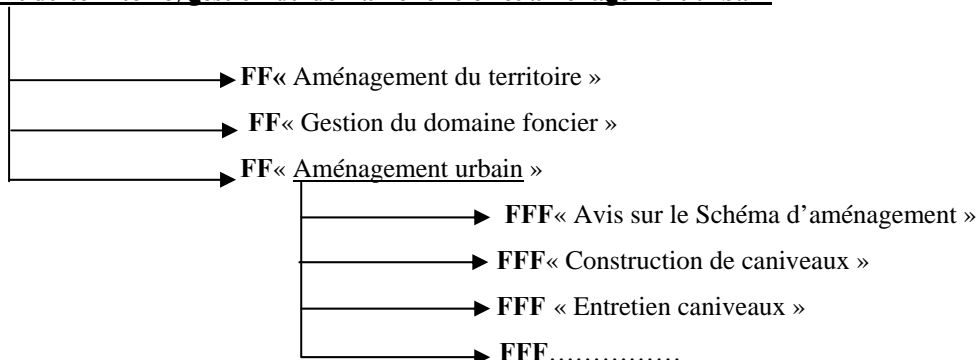 FF« Aménagement du territoire »
FF« Gestion du domaine foncier »
FF« Aménagement urbain »
FFF« Avis sur le Schéma d’aménagement »
FFF« Construction de caniveaux »
FFF « Entretien caniveaux »
FFF……………